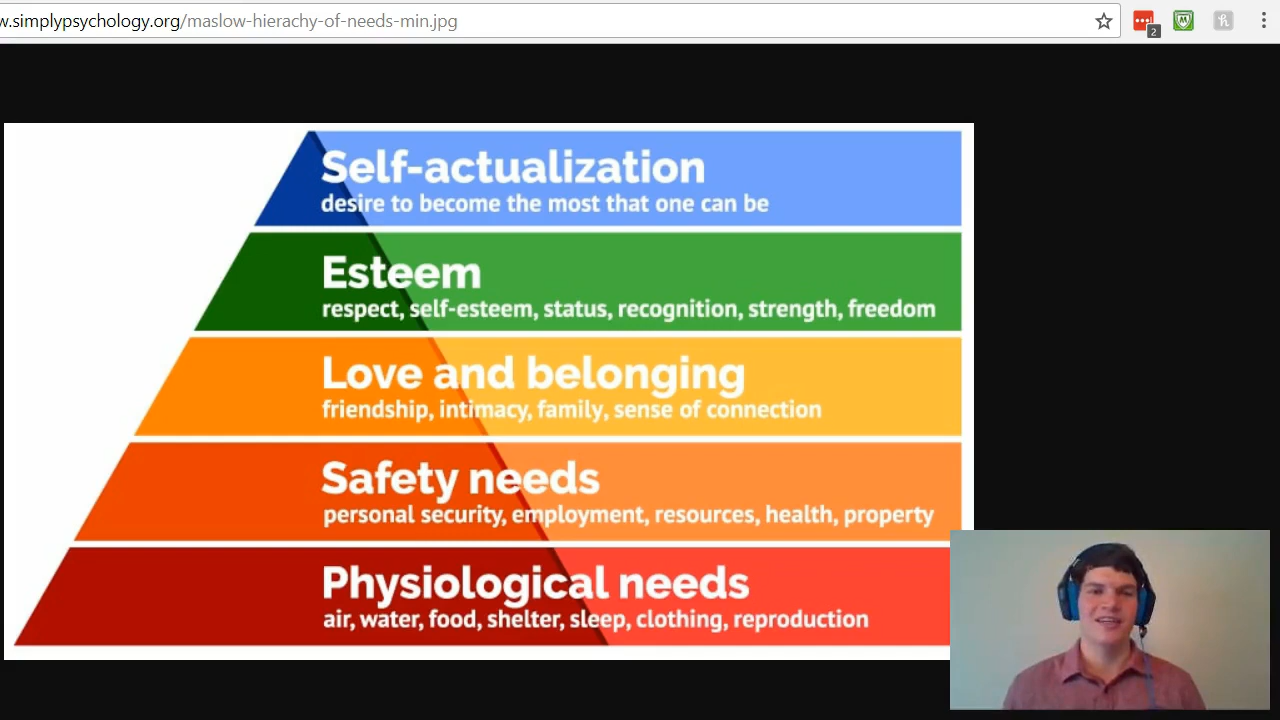 w.simplypsychology.org/maslow-hierachy-of-needs-min.jpg
2
Self-actualization
desire to become the most that one can be
Esteem
respect, self-esteem, status, recognition, strength, freedom
Love and belonging
friendship, intimacy, family, sense of connection
Safety needs
personal security, employment, resources, health, property
Physiological needs
air, water, food, shelter, sleep, clothing, reproduction